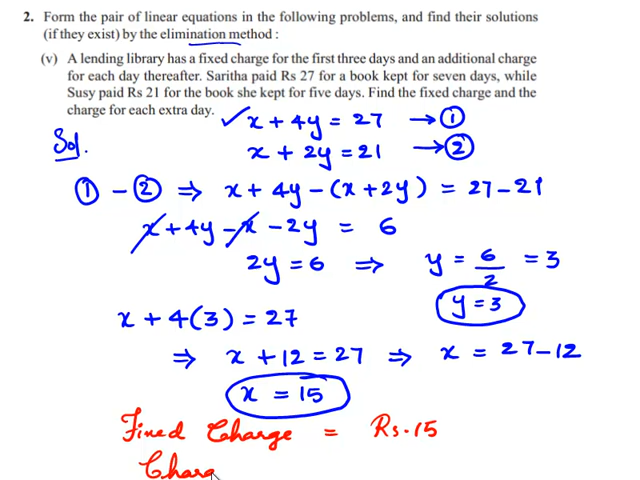 2. Form the pair of linear equations in the following problems, and find their solutions
(if they exist) by the elimination method :
(v) A lending library has a fixed charge for the first three days and an additional charge
for each day thereafter. Saritha paid Rs 27 for a book kept for seven days, while
Susy paid Rs 21 for the book she kept for five days. Find the fixed charge and the
charge for each extra day.
✓x + 4y = 27 → ①
Sol.
x + 2y = 21 → ②
① - ② ⇒ x + 4y - (x + 2y) = 27 - 21
x + 4y - x - 2y = 6
2y = 6 ⇒ y = 6/2 = 3
y = 3
x + 4(3) = 27
⇒ x + 12 = 27 ⇒ x = 27 - 12
x = 15
Fixed Charge = Rs. 15
Charg